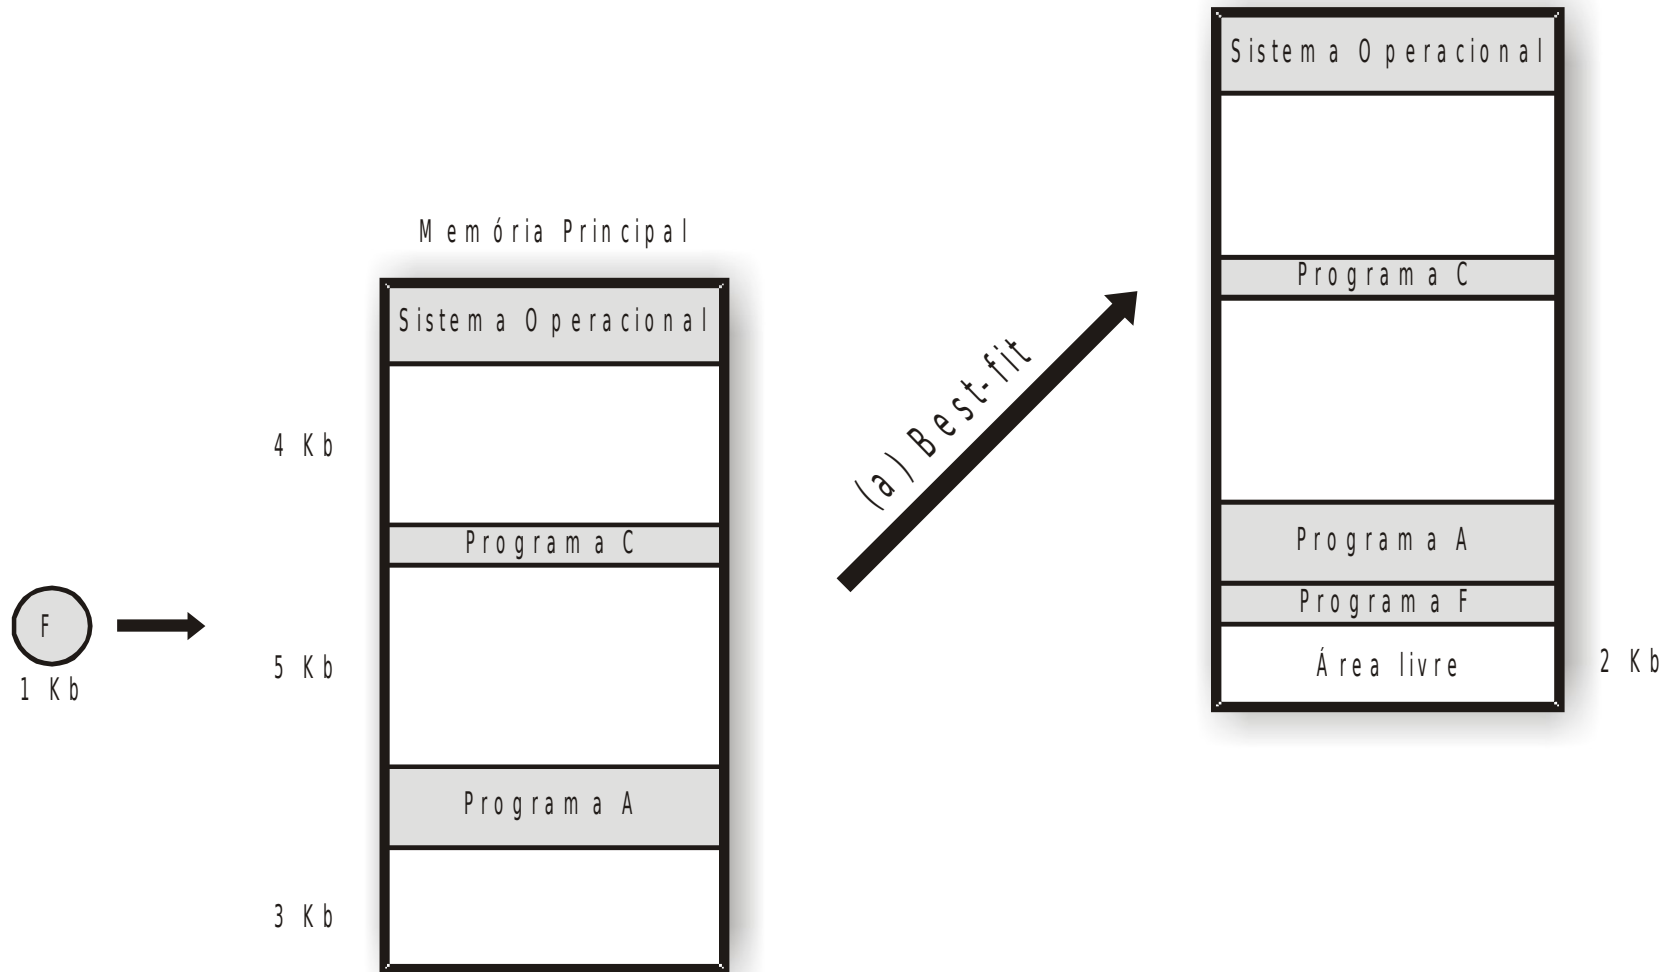 Memória Principal
Sistema Operacional
4 Kb
Programa C
5 Kb
Programa A
3 Kb
F
1 Kb
(a) Best-fit
Sistema Operacional
Programa C
Programa A
Programa F
Área livre
2 Kb